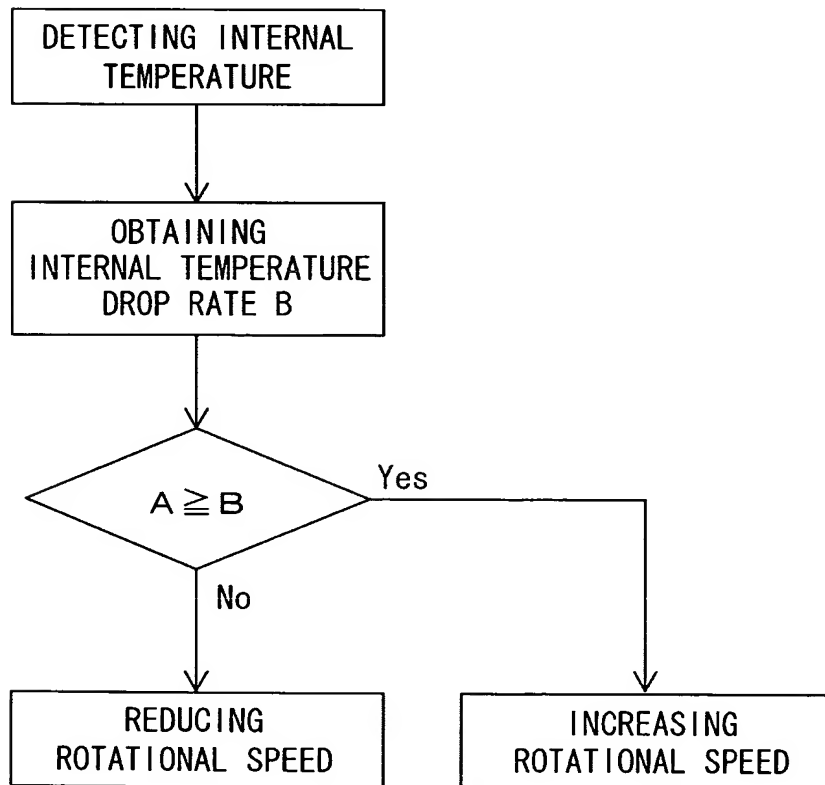 DETECTING INTERNAL
TEMPERATURE
OBTAINING
INTERNAL TEMPERATURE
DROP RATE B
A ≧ B
Yes
No
REDUCING
ROTATIONAL SPEED
INCREASING
ROTATIONAL SPEED